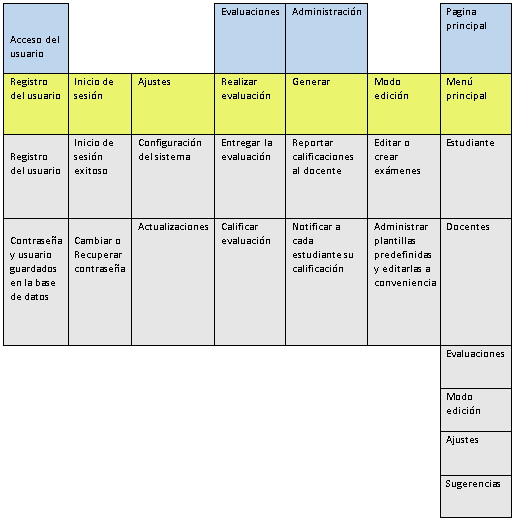 Acceso del
usuario
Evaluaciones
Administración
Pagina
principal
Registro
del usuario
Inicio de
sesión
Ajustes
Realizar
evaluación
Generar
Modo
edición
Menú
principal
Registro
del usuario
Inicio de
sesión
exitoso
Configuración
del sistema
Entregar la
evaluación
Reportar
calificaciones
al docente
Editar o
crear
exámenes
Estudiante
Contraseña
y usuario
guardados
en la base
de datos
Cambiar o
Recuperar
contraseña
Actualizaciones
Calificar
evaluación
Notificar a
cada
estudiante su
calificación
Administrar
plantillas
predefinidas
y editarlas a
conveniencia
Docentes
Evaluaciones
Modo
edición
Ajustes
Sugerencias